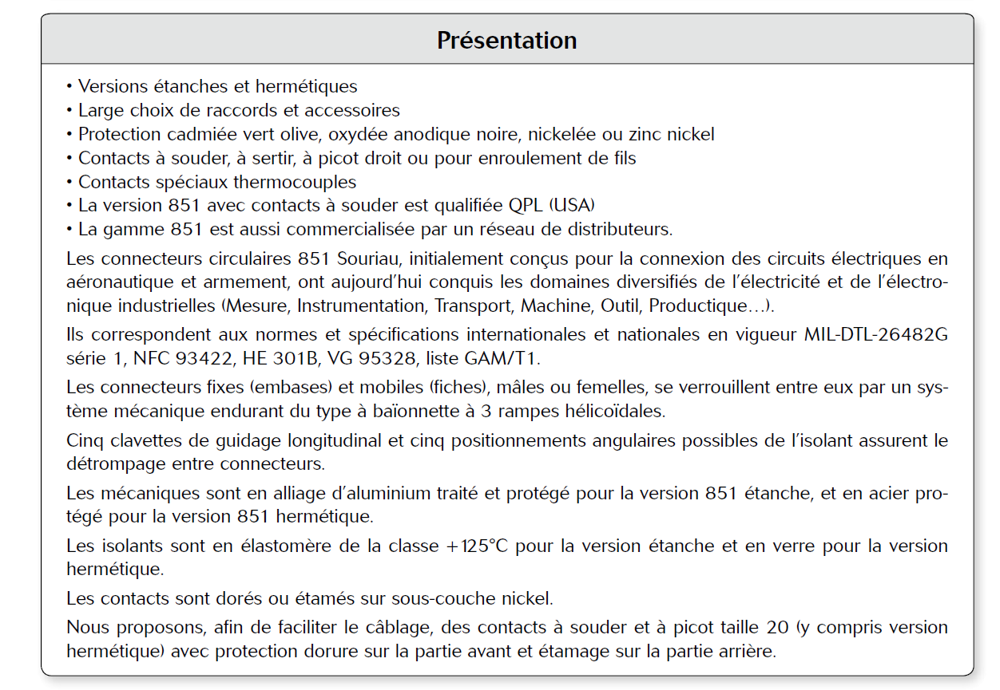 Présentation
• Versions étanches et hermétiques
• Large choix de raccords et accessoires
• Protection cadmiée vert olive, oxydée anodique noire, nickelée ou zinc nickel
• Contacts à souder, à sertir, à picot droit ou pour enroulement de fils
• Contacts spéciaux thermocouples
• La version 851 avec contacts à souder est qualifiée QPL (USA)
• La gamme 851 est aussi commercialisée par un réseau de distributeurs.
Les connecteurs circulaires 851 Souriau, initialement conçus pour la connexion des circuits électriques en
aéronautique et armement, ont aujourd'hui conquis les domaines diversifiés de l'électricité et de l'électro-
nique industrielles (Mesure, Instrumentation, Transport, Machine, Outil, Productique…).
Ils correspondent aux normes et spécifications internationales et nationales en vigueur MIL-DTL-26482G
série 1, NFC 93422, HE 301B, VG 95328, liste GAM/T1.
Les connecteurs fixes (embases) et mobiles (fiches), mâles ou femelles, se verrouillent entre eux par un sys-
tème mécanique endurant du type à baïonnette à 3 rampes hélicoïdales.
Cinq clavettes de guidage longitudinal et cinq positionnements angulaires possibles de l'isolant assurent le
détrompage entre connecteurs.
Les mécaniques sont en alliage d'aluminium traité et protégé pour la version 851 étanche, et en acier pro-
tégé pour la version 851 hermétique.
Les isolants sont en élastomère de la classe +125°C pour la version étanche et en verre pour la version
hermétique.
Les contacts sont dorés ou étamés sur sous-couche nickel.
Nous proposons, afin de faciliter le câblage, des contacts à souder et à picot taille 20 (y compris version
hermétique) avec protection dorure sur la partie avant et étamage sur la partie arrière.